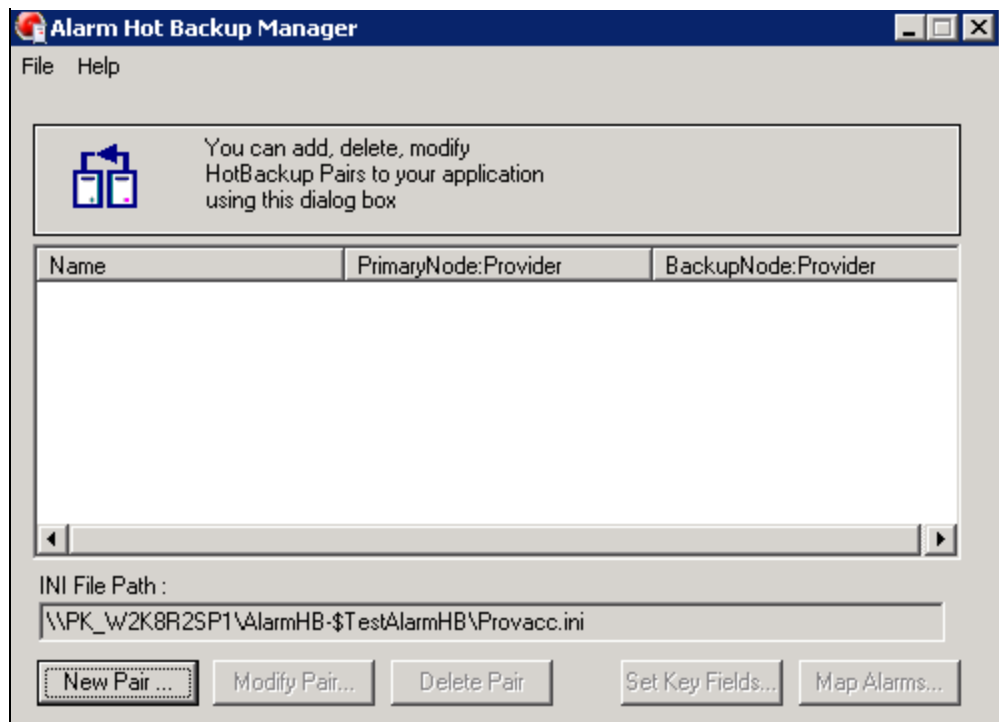 Alarm Hot Backup Manager
File Help
You can add, delete, modify
HotBackup Pairs to your application
using this dialog box
Name PrimaryNode:Provider BackupNode:Provider
INI File Path :
\\PK_W2K8R2SP1\AlarmHB-$TestAlarmHB\Provacc.ini
New Pair ... Modify Pair... Delete Pair Set Key Fields... Map Alarms...